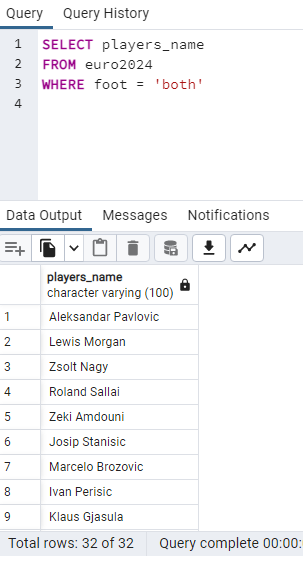 Query Query History
1 SELECT players_name
2 FROM euro2024
3 WHERE foot = 'both'
4
Data Output Messages Notifications
players_name
character varying (100)
1 Aleksandar Pavlovic
2 Lewis Morgan
3 Zsolt Nagy
4 Roland Sallai
5 Zeki Amdouni
6 Josip Stanisic
7 Marcelo Brozovic
8 Ivan Perisic
9 Klaus Gjasula
Total rows: 32 of 32 Query complete 00:00: